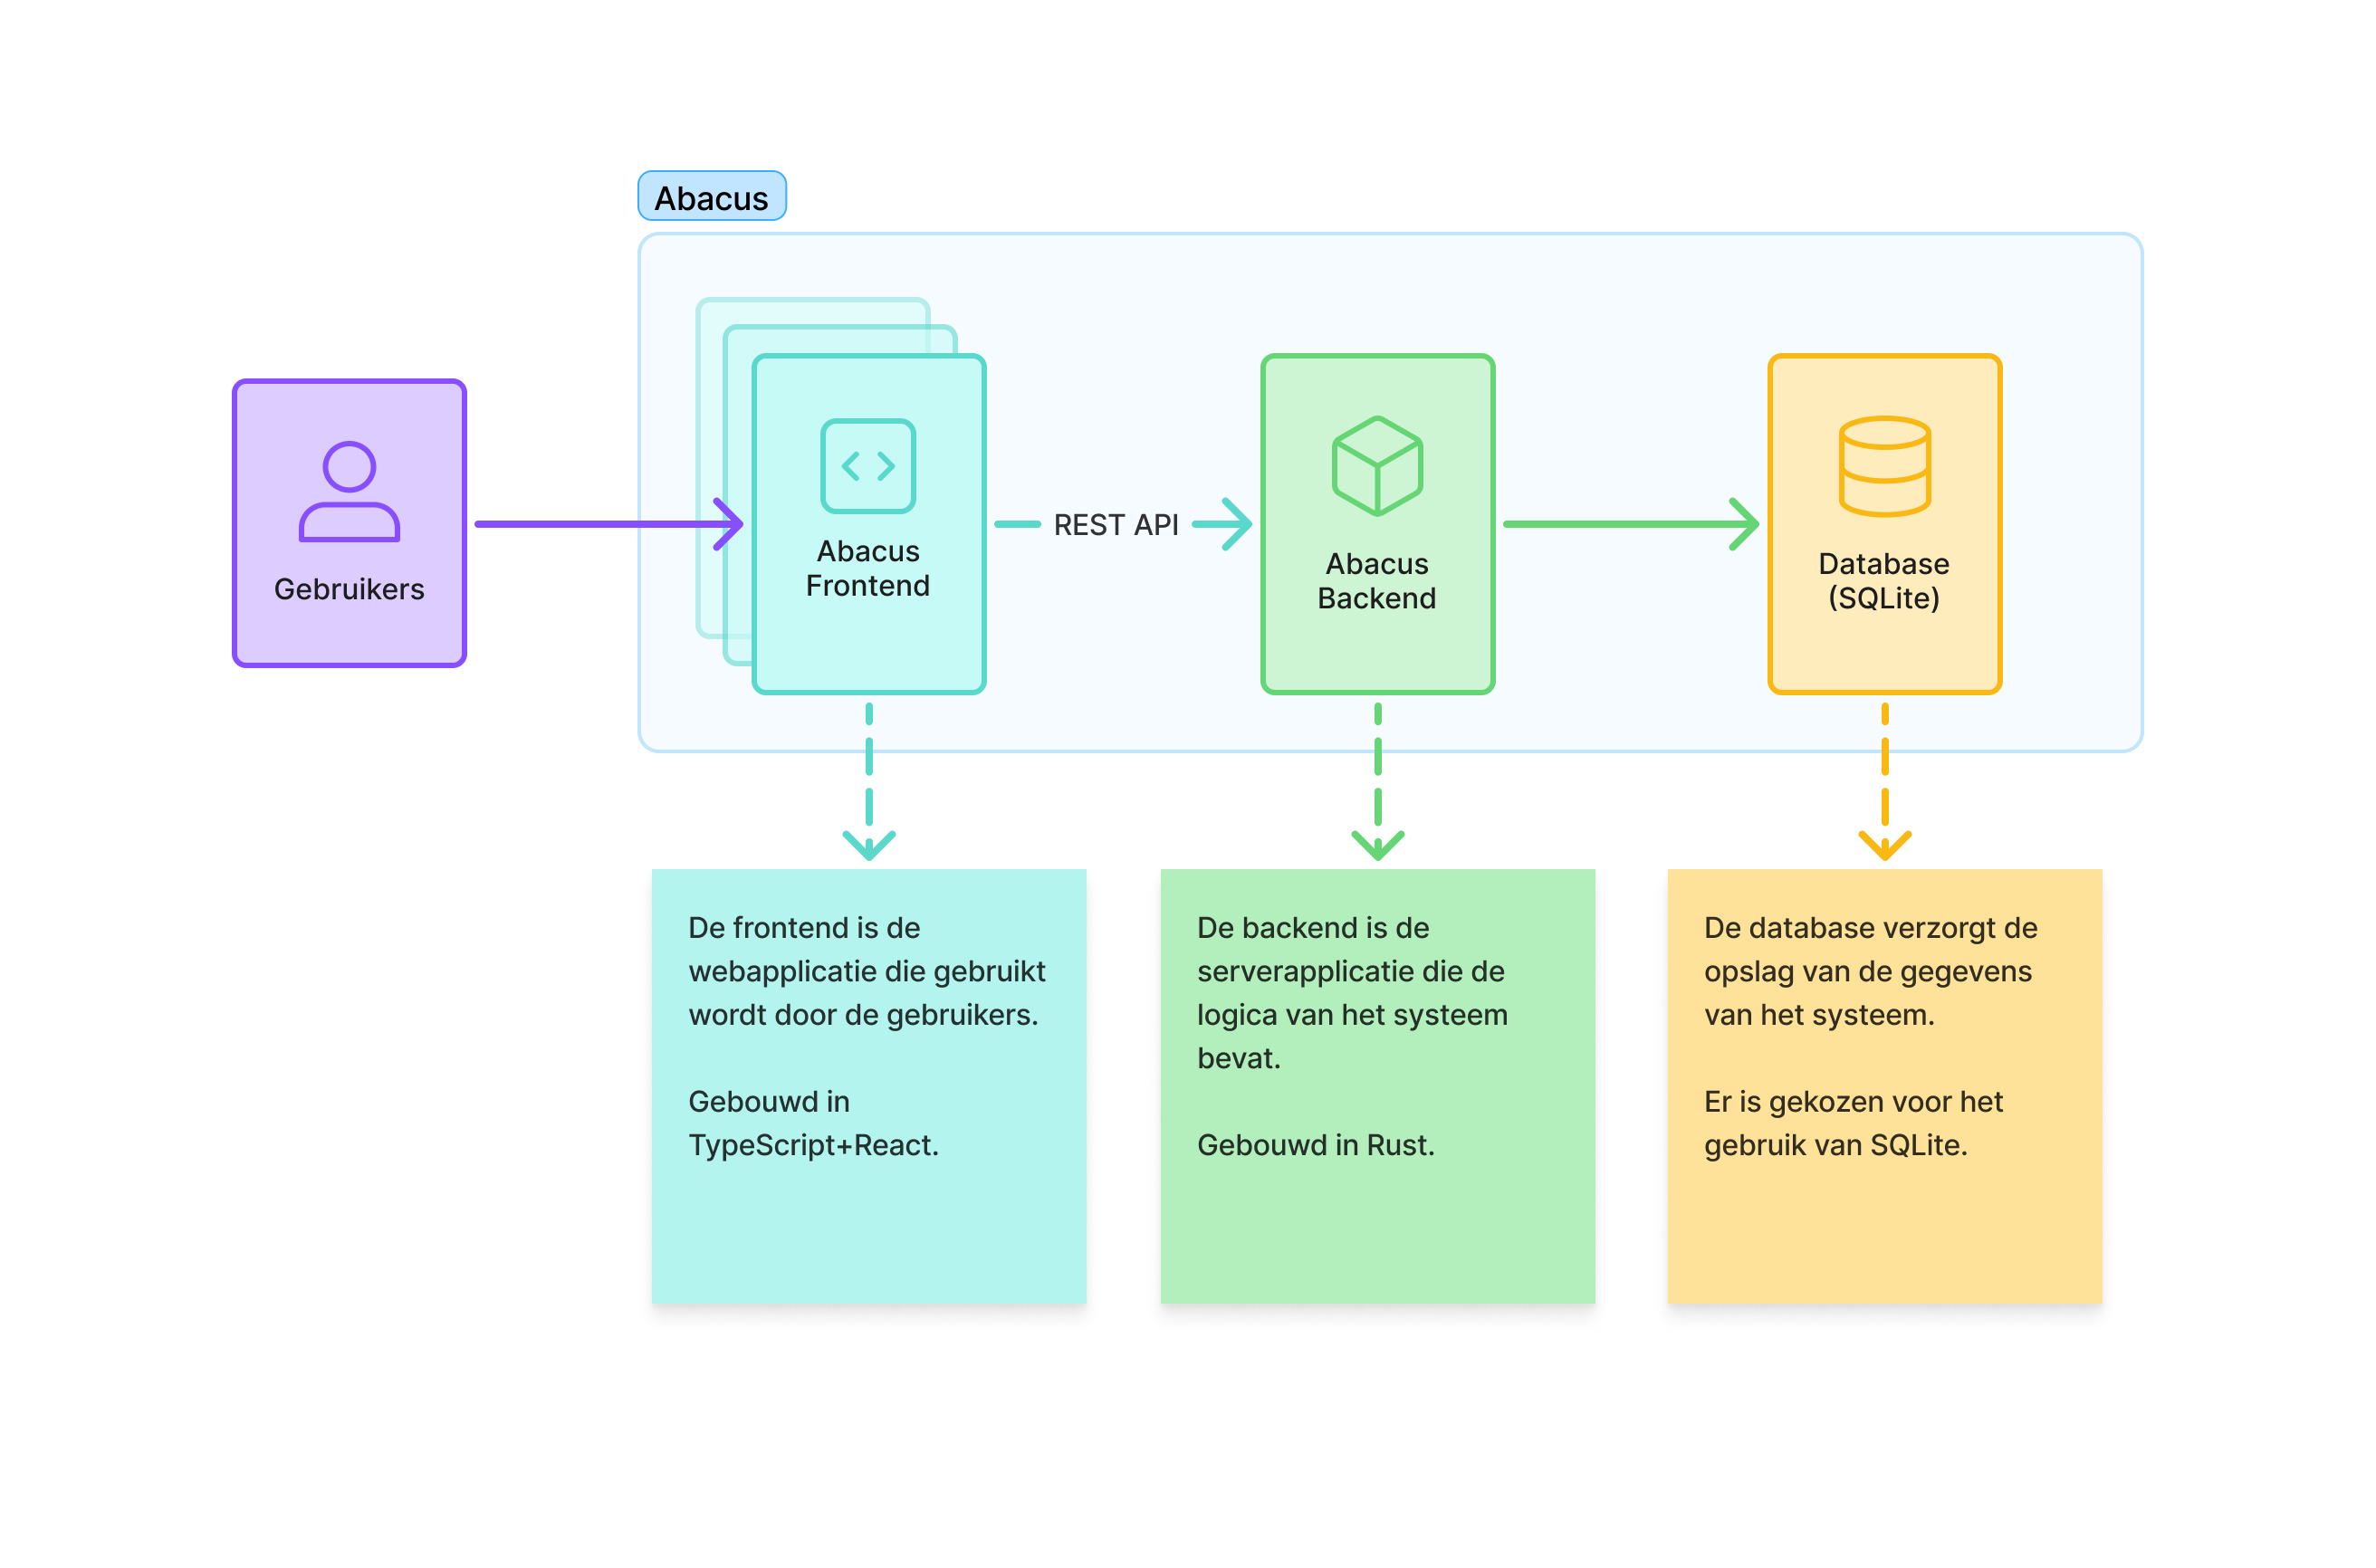 Abacus
Gebruikers
Abacus
Frontend
REST API
Abacus
Backend
Database
(SQLite)
De frontend is de
webapplicatie die gebruikt
wordt door de gebruikers.
Gebouwd in
TypeScript+React.
De backend is de
serverapplicatie die de
logica van het systeem
bevat.
Gebouwd in Rust.
De database verzorgt de
opslag van de gegevens
van het systeem.
Er is gekozen voor het
gebruik van SQLite.